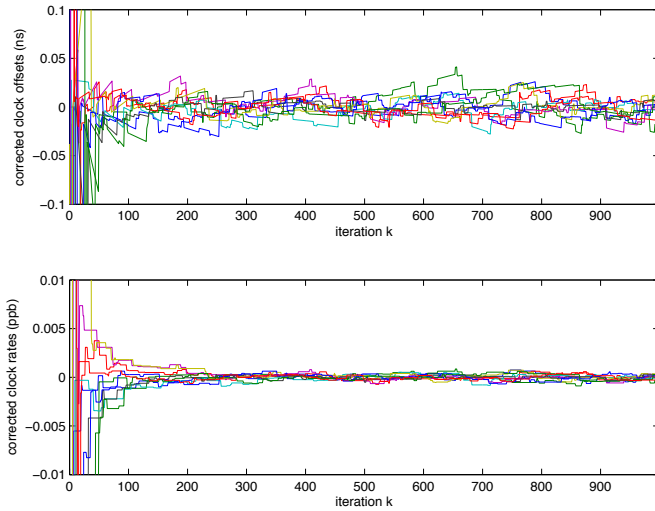 corrected clock offsets (ns)
0.1
0.05
0
−0.05
−0.1
0 100 200 300 400 500 600 700 800 900
iteration k
corrected clock rates (ppb)
0.01
0.005
0
−0.005
−0.01
0 100 200 300 400 500 600 700 800 900
iteration k